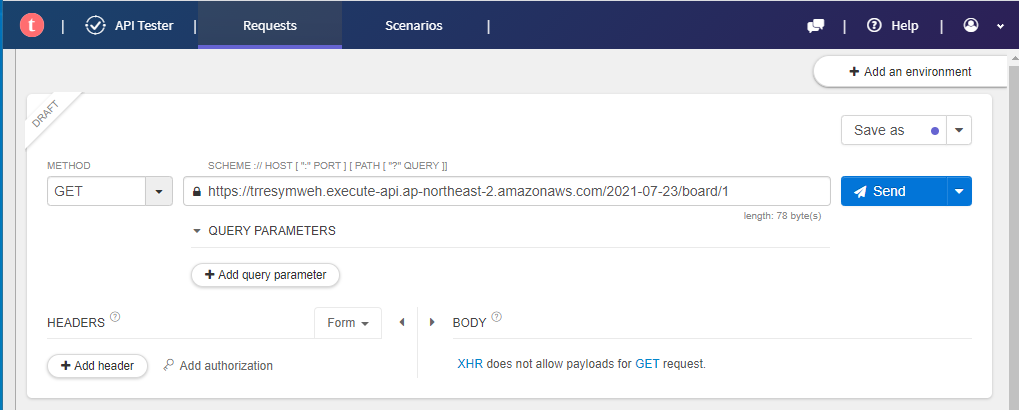 t | API Tester | Requests Scenarios | | Help |
+ Add an environment
DRAFT
Save as
METHOD SCHEME :// HOST [ ":" PORT ] [ PATH [ "?" QUERY ]]
GET https://trresymweh.execute-api.ap-northeast-2.amazonaws.com/2021-07-23/board/1 Send
length: 78 byte(s)
QUERY PARAMETERS
+ Add query parameter
HEADERS ? Form BODY ?
+ Add header Add authorization XHR does not allow payloads for GET request.